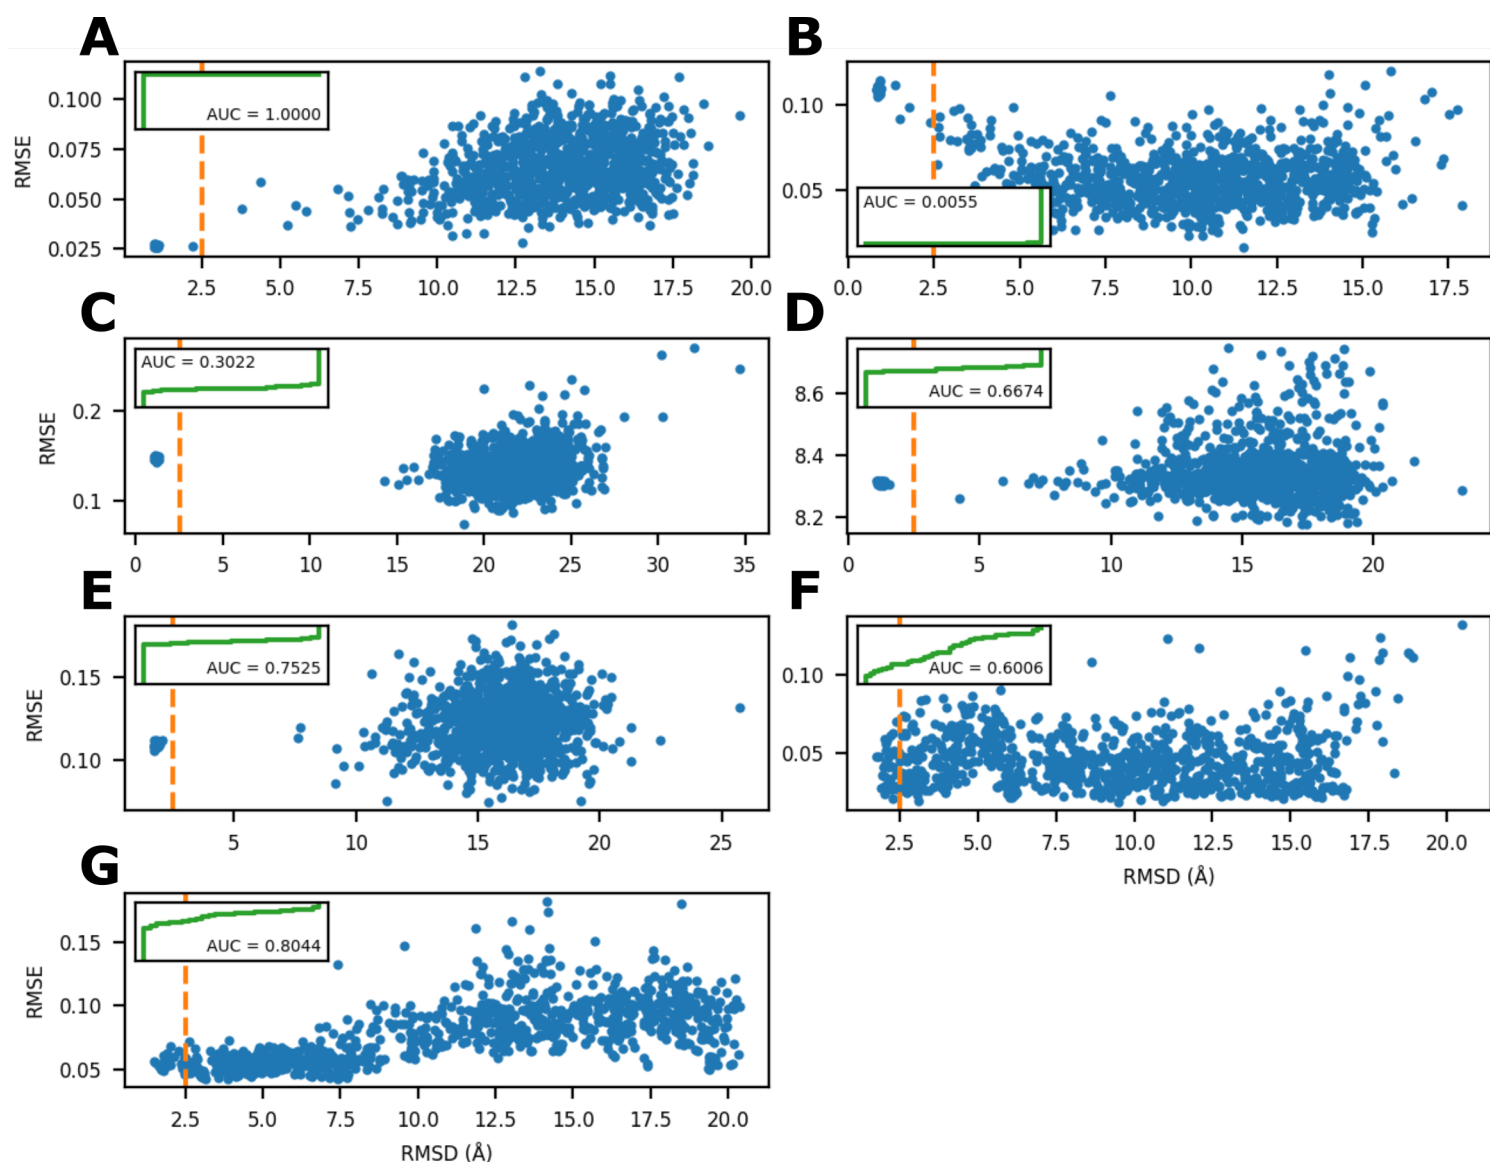 A
B
AUC = 1.0000
AUC = 0.0055
RMSE
0.100
0.075
0.050
0.025
2.5 5.0 7.5 10.0 12.5 15.0 17.5 20.0
0.10
0.05
0.0 2.5 5.0 7.5 10.0 12.5 15.0 17.5
C
D
AUC = 0.3022
AUC = 0.6674
RMSE
0.2
0.1
0 5 10 15 20 25 30 35
8.6
8.4
8.2
0 5 10 15 20
E
F
AUC = 0.7525
AUC = 0.6006
RMSE
0.15
0.10
5 10 15 20 25
0.10
0.05
2.5 5.0 7.5 10.0 12.5 15.0 17.5 20.0
RMSD (Å)
G
AUC = 0.8044
RMSE
0.15
0.10
0.05
2.5 5.0 7.5 10.0 12.5 15.0 17.5 20.0
RMSD (Å)